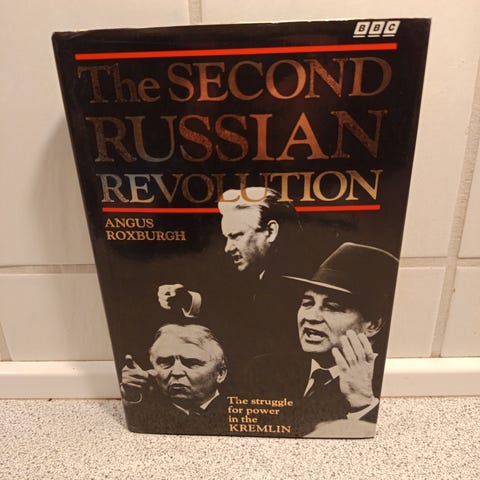 BBC
The SECOND
RUSSIAN
REVOLUTION
ANGUS
ROXBURGH
The struggle
for power
in the
KREMLIN